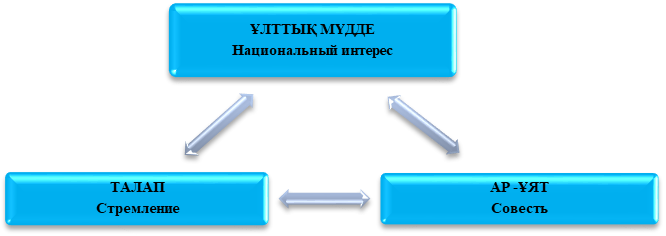 ҰЛТТЫҚ МҮДДЕ
Национальный интерес
ТАЛАП
Стремление
АР -ҰЯТ
Совесть